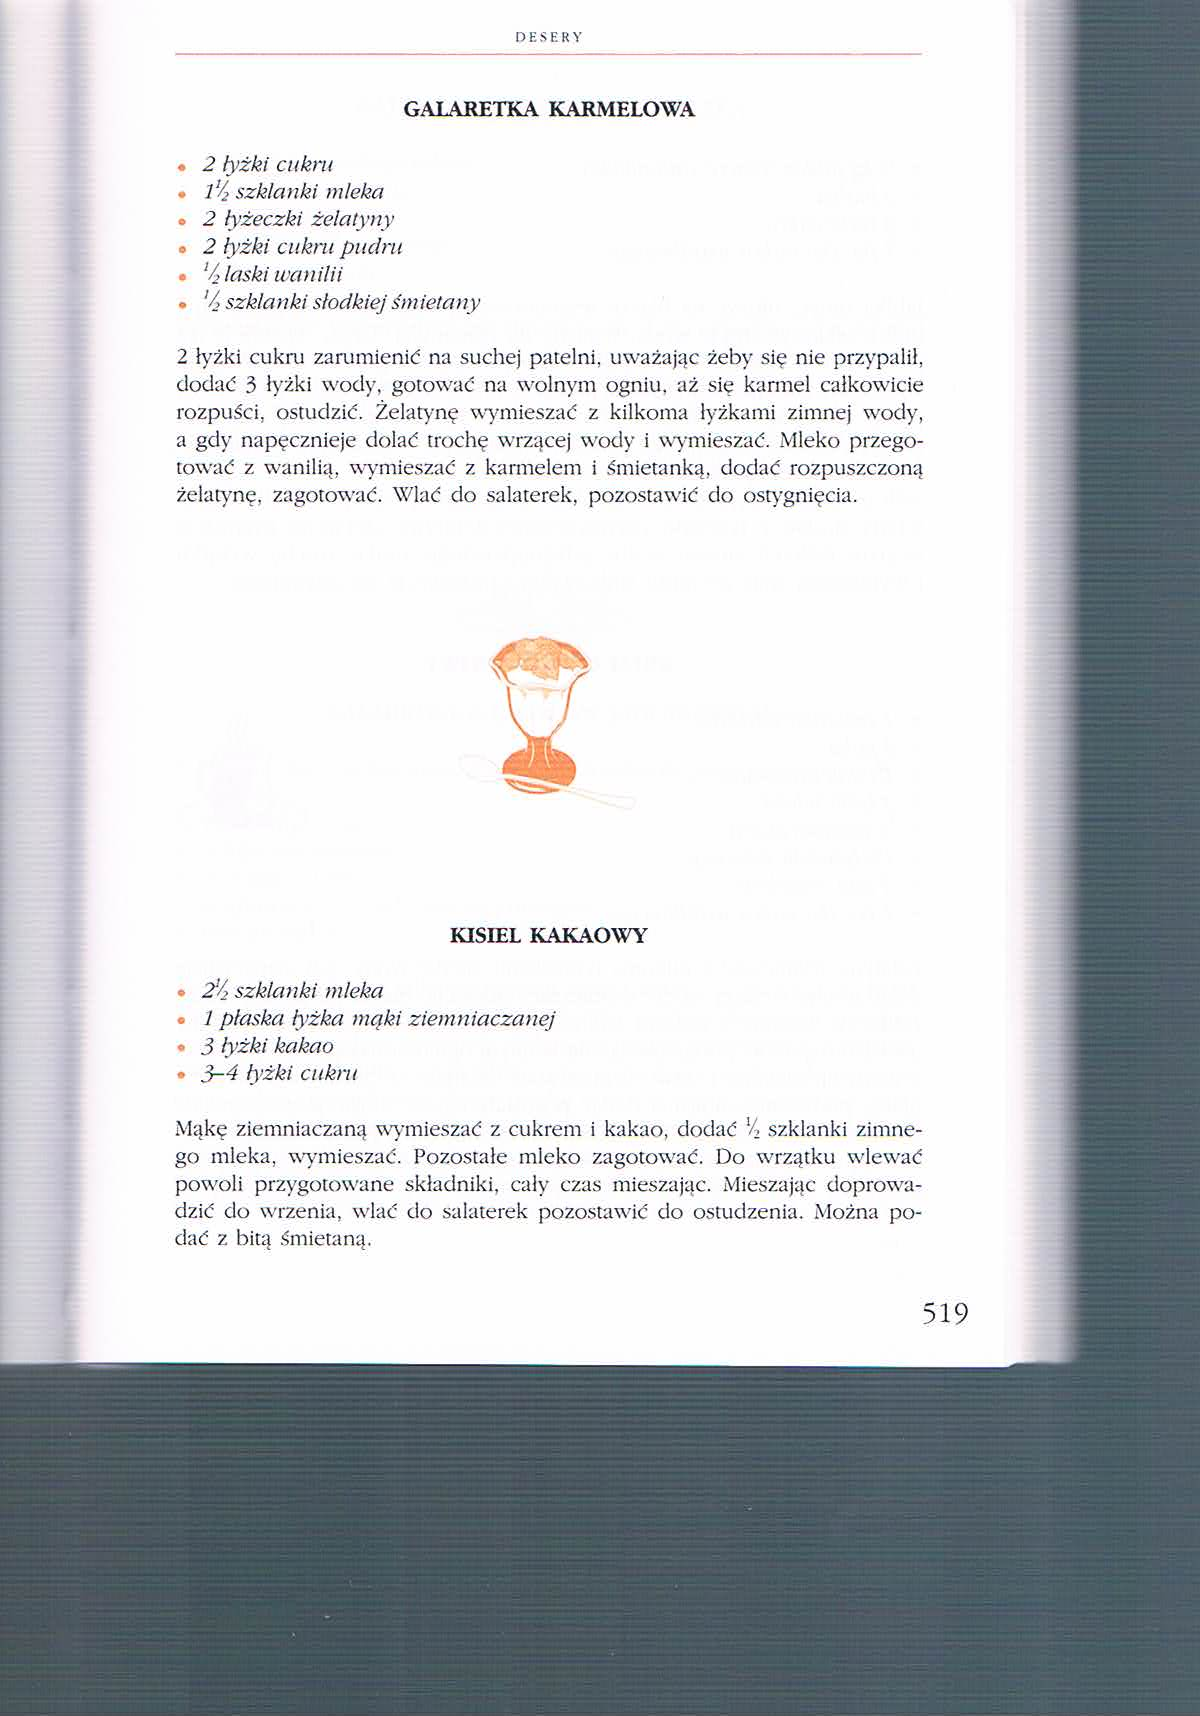 DESERY
GALARETKA KARMELOWA
• 2 łyżki cukru
• 1½ szklanki mleka
• 2 łyżeczki żelatyny
• 2 łyżki cukru pudru
• ½ laski wanilii
• ½ szklanki słodkiej śmietany
2 łyżki cukru zarumienić na suchej patelni, uważając żeby się nie przypalił,
dodać 3 łyżki wody, gotować na wolnym ogniu, aż się karmel całkowicie
rozpuści, ostudzić. Żelatynę wymieszać z kilkoma łyżkami zimnej wody,
a gdy napęcznieje dolać trochę wrzącej wody i wymieszać. Mleko przego-
tować z wanilią, wymieszać z karmelem i śmietanką, dodać rozpuszczoną
żelatynę, zagotować. Wlać do salaterek, pozostawić do ostygnięcia.
KISIEL KAKAOWY
• 2½ szklanki mleka
• 1 płaska łyżka mąki ziemniaczanej
• 3 łyżki kakao
• 3–4 łyżki cukru
Mąkę ziemniaczaną wymieszać z cukrem i kakao, dodać ½ szklanki zimne-
go mleka, wymieszać. Pozostałe mleko zagotować. Do wrzątku wlewać
powoli przygotowane składniki, cały czas mieszając. Mieszając doprowa-
dzić do wrzenia, wlać do salaterek pozostawić do ostudzenia. Można po-
dać z bitą śmietaną.
519